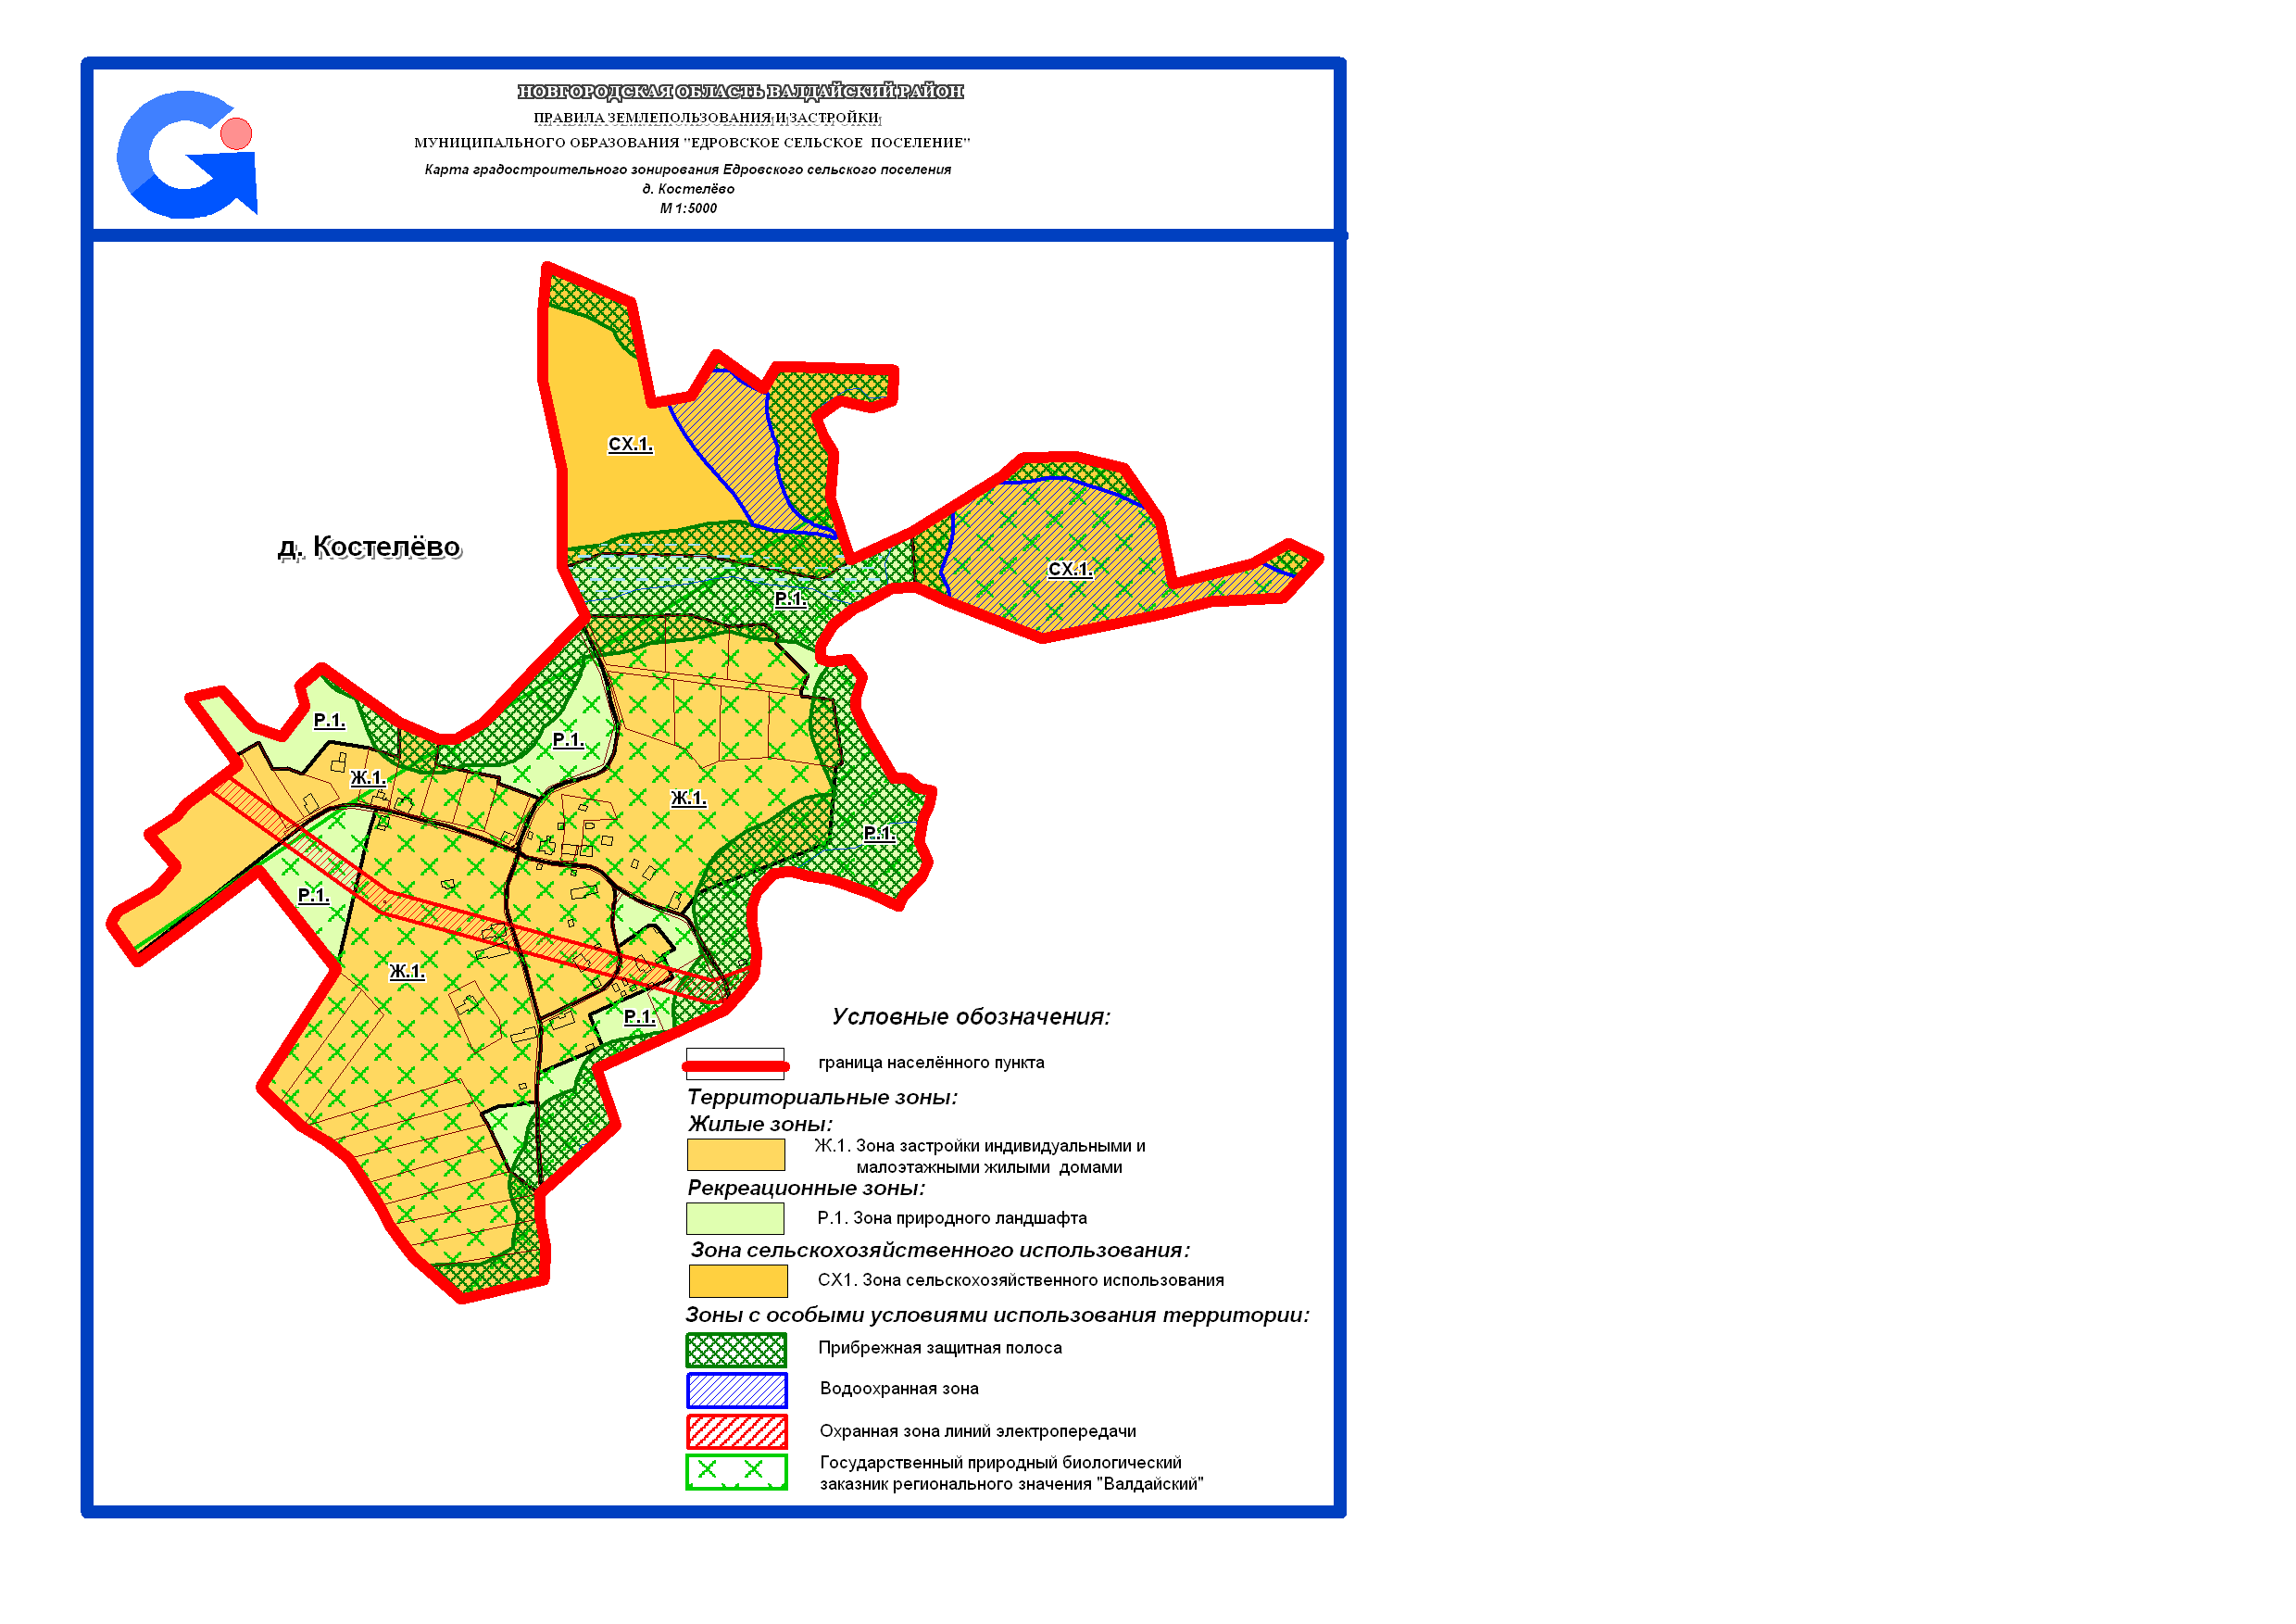 НОВГОРОДСКАЯ ОБЛАСТЬ ВАЛДАЙСКИЙ РАЙОН
ПРАВИЛА ЗЕМЛЕПОЛЬЗОВАНИЯ И ЗАСТРОЙКИ
МУНИЦИПАЛЬНОГО ОБРАЗОВАНИЯ "ЕДРОВСКОЕ СЕЛЬСКОЕ ПОСЕЛЕНИЕ"
Карта градостроительного зонирования Едровского сельского поселения
д. Костелёво
М 1:5000
СХ.1.
д. Костелёво
СХ.1.
Р.1.
Р.1.
Р.1.
Ж.1.
Ж.1.
Р.1.
Р.1.
Ж.1.
Р.1.
Условные обозначения:
граница населённого пункта
Территориальные зоны:
Жилые зоны:
Ж.1. Зона застройки индивидуальными и
малоэтажными жилыми домами
Рекреационные зоны:
Р.1. Зона природного ландшафта
Зона сельскохозяйственного использования:
СХ1. Зона сельскохозяйственного использования
Зоны с особыми условиями использования территории:
Прибрежная защитная полоса
Водоохранная зона
Охранная зона линий электропередачи
Государственный природный биологический
заказник регионального значения "Валдайский"